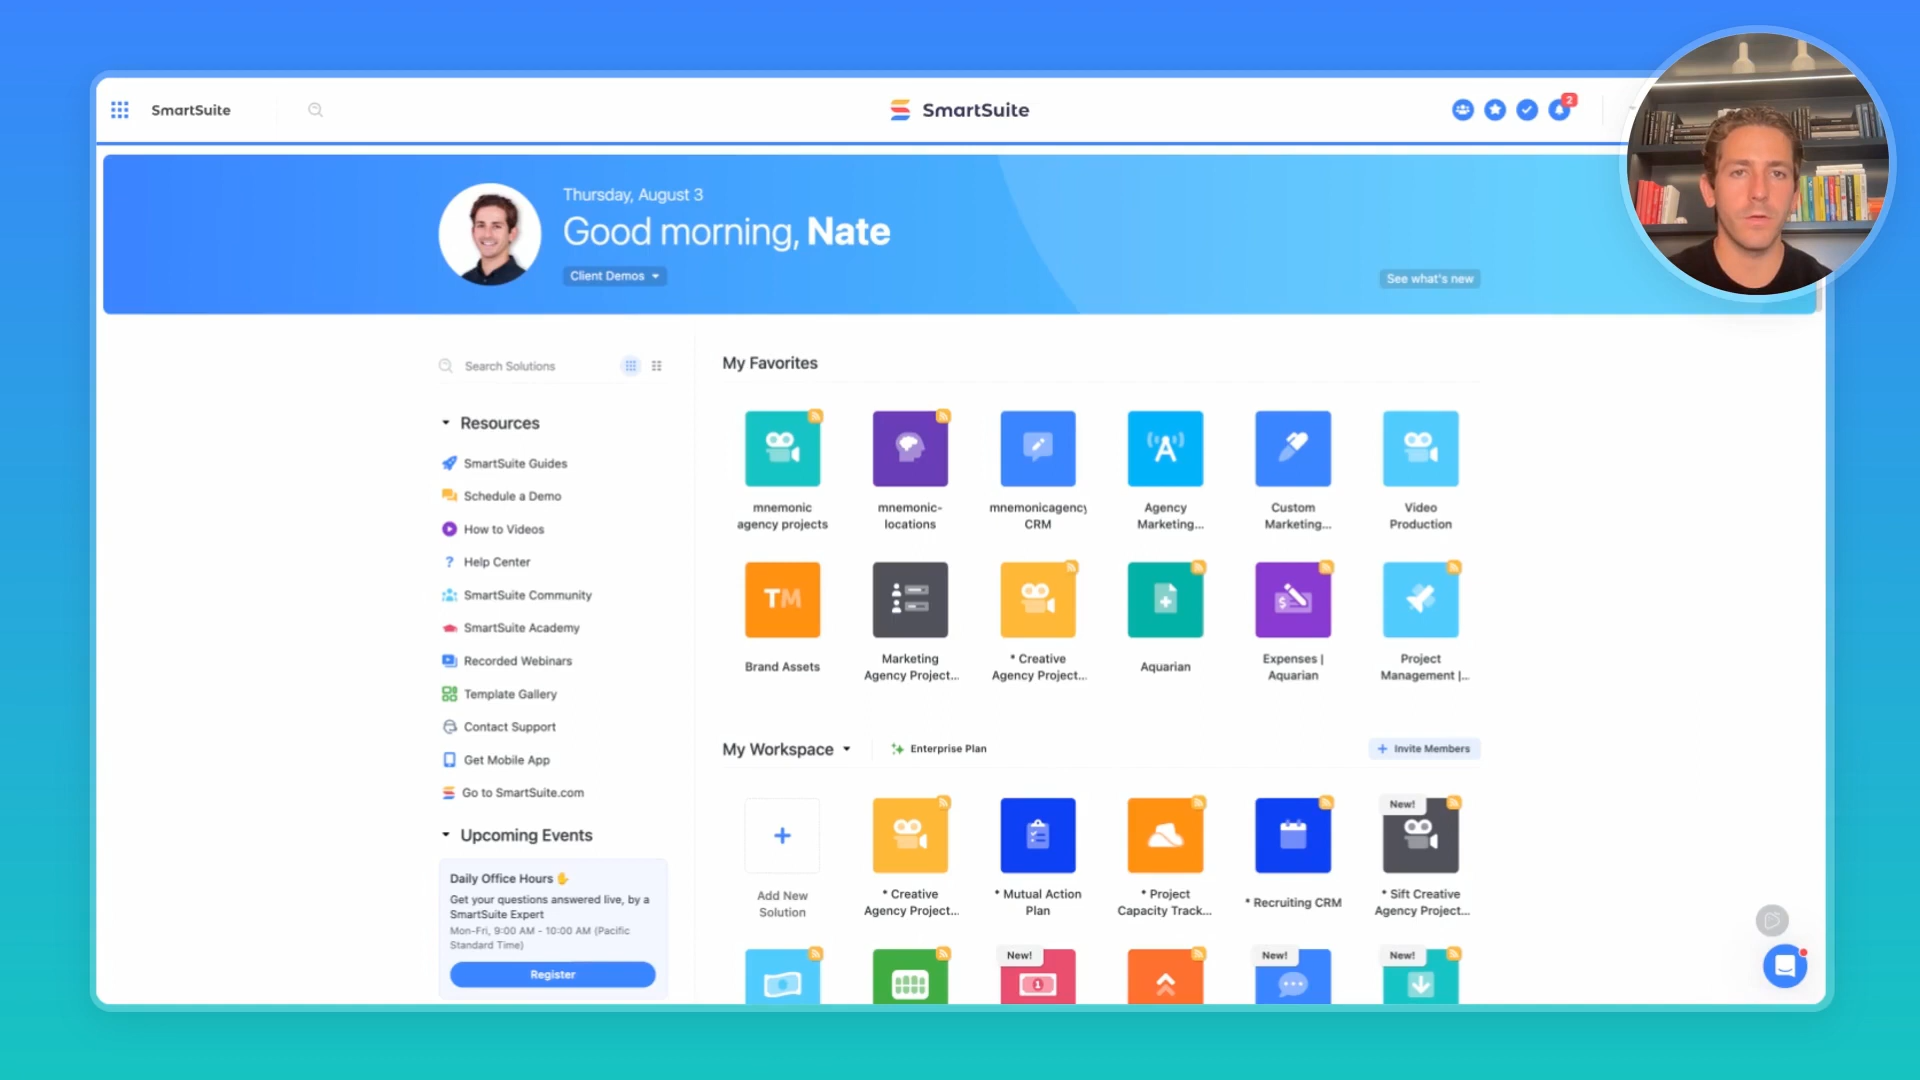 SmartSuite
SmartSuite
2
Thursday, August 3
Good morning, Nate
Client Demos
See what's new
Search Solutions
Resources
SmartSuite Guides
Schedule a Demo
How to Videos
? Help Center
SmartSuite Community
SmartSuite Academy
Recorded Webinars
Template Gallery
Contact Support
Get Mobile App
Go to SmartSuite.com
Upcoming Events
Daily Office Hours ✋
Get your questions answered live, by a
SmartSuite Expert
Mon-Fri, 9:00 AM - 10:00 AM (Pacific
Standard Time)
Register
My Favorites
mnemonic
agency projects
mnemonic-
locations
mnemonicagency
CRM
A
Agency
Marketing...
Custom
Marketing...
Video
Production
TM
Brand Assets
Marketing
Agency Project...
* Creative
Agency Project...
Aquarian
$
Expenses |
Aquarian
Project
Management |...
My Workspace
Enterprise Plan
+ Invite Members
+
Add New
Solution
* Creative
Agency Project...
* Mutual Action
Plan
* Project
Capacity Track...
* Recruiting CRM
New!
* Sift Creative
Agency Project...
New!
1
New!
New!